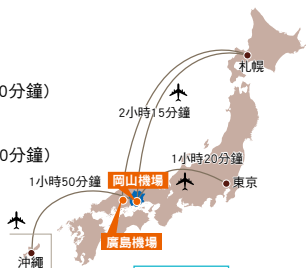 札幌
0分鐘）
2小時15分鐘
0分鐘）
1小時20分鐘
1小時50分鐘
岡山機場
東京
廣島機場
沖繩